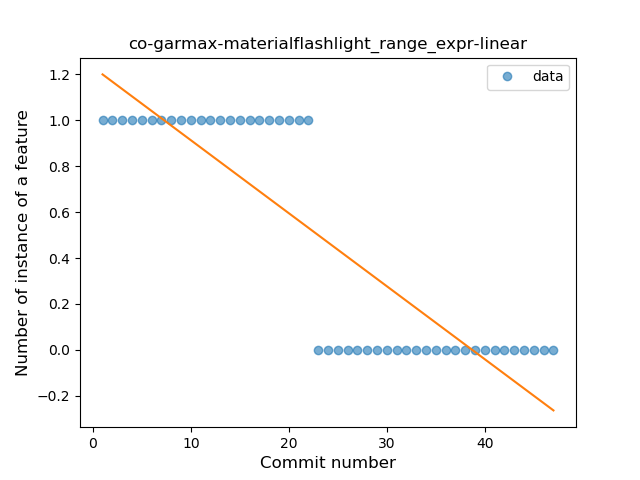 co-garmax-materialflashlight_range_expr-linear
data
Number of instance of a feature
1.2
1.0
0.8
0.6
0.4
0.2
0.0
−0.2
0 10 20 30 40
Commit number